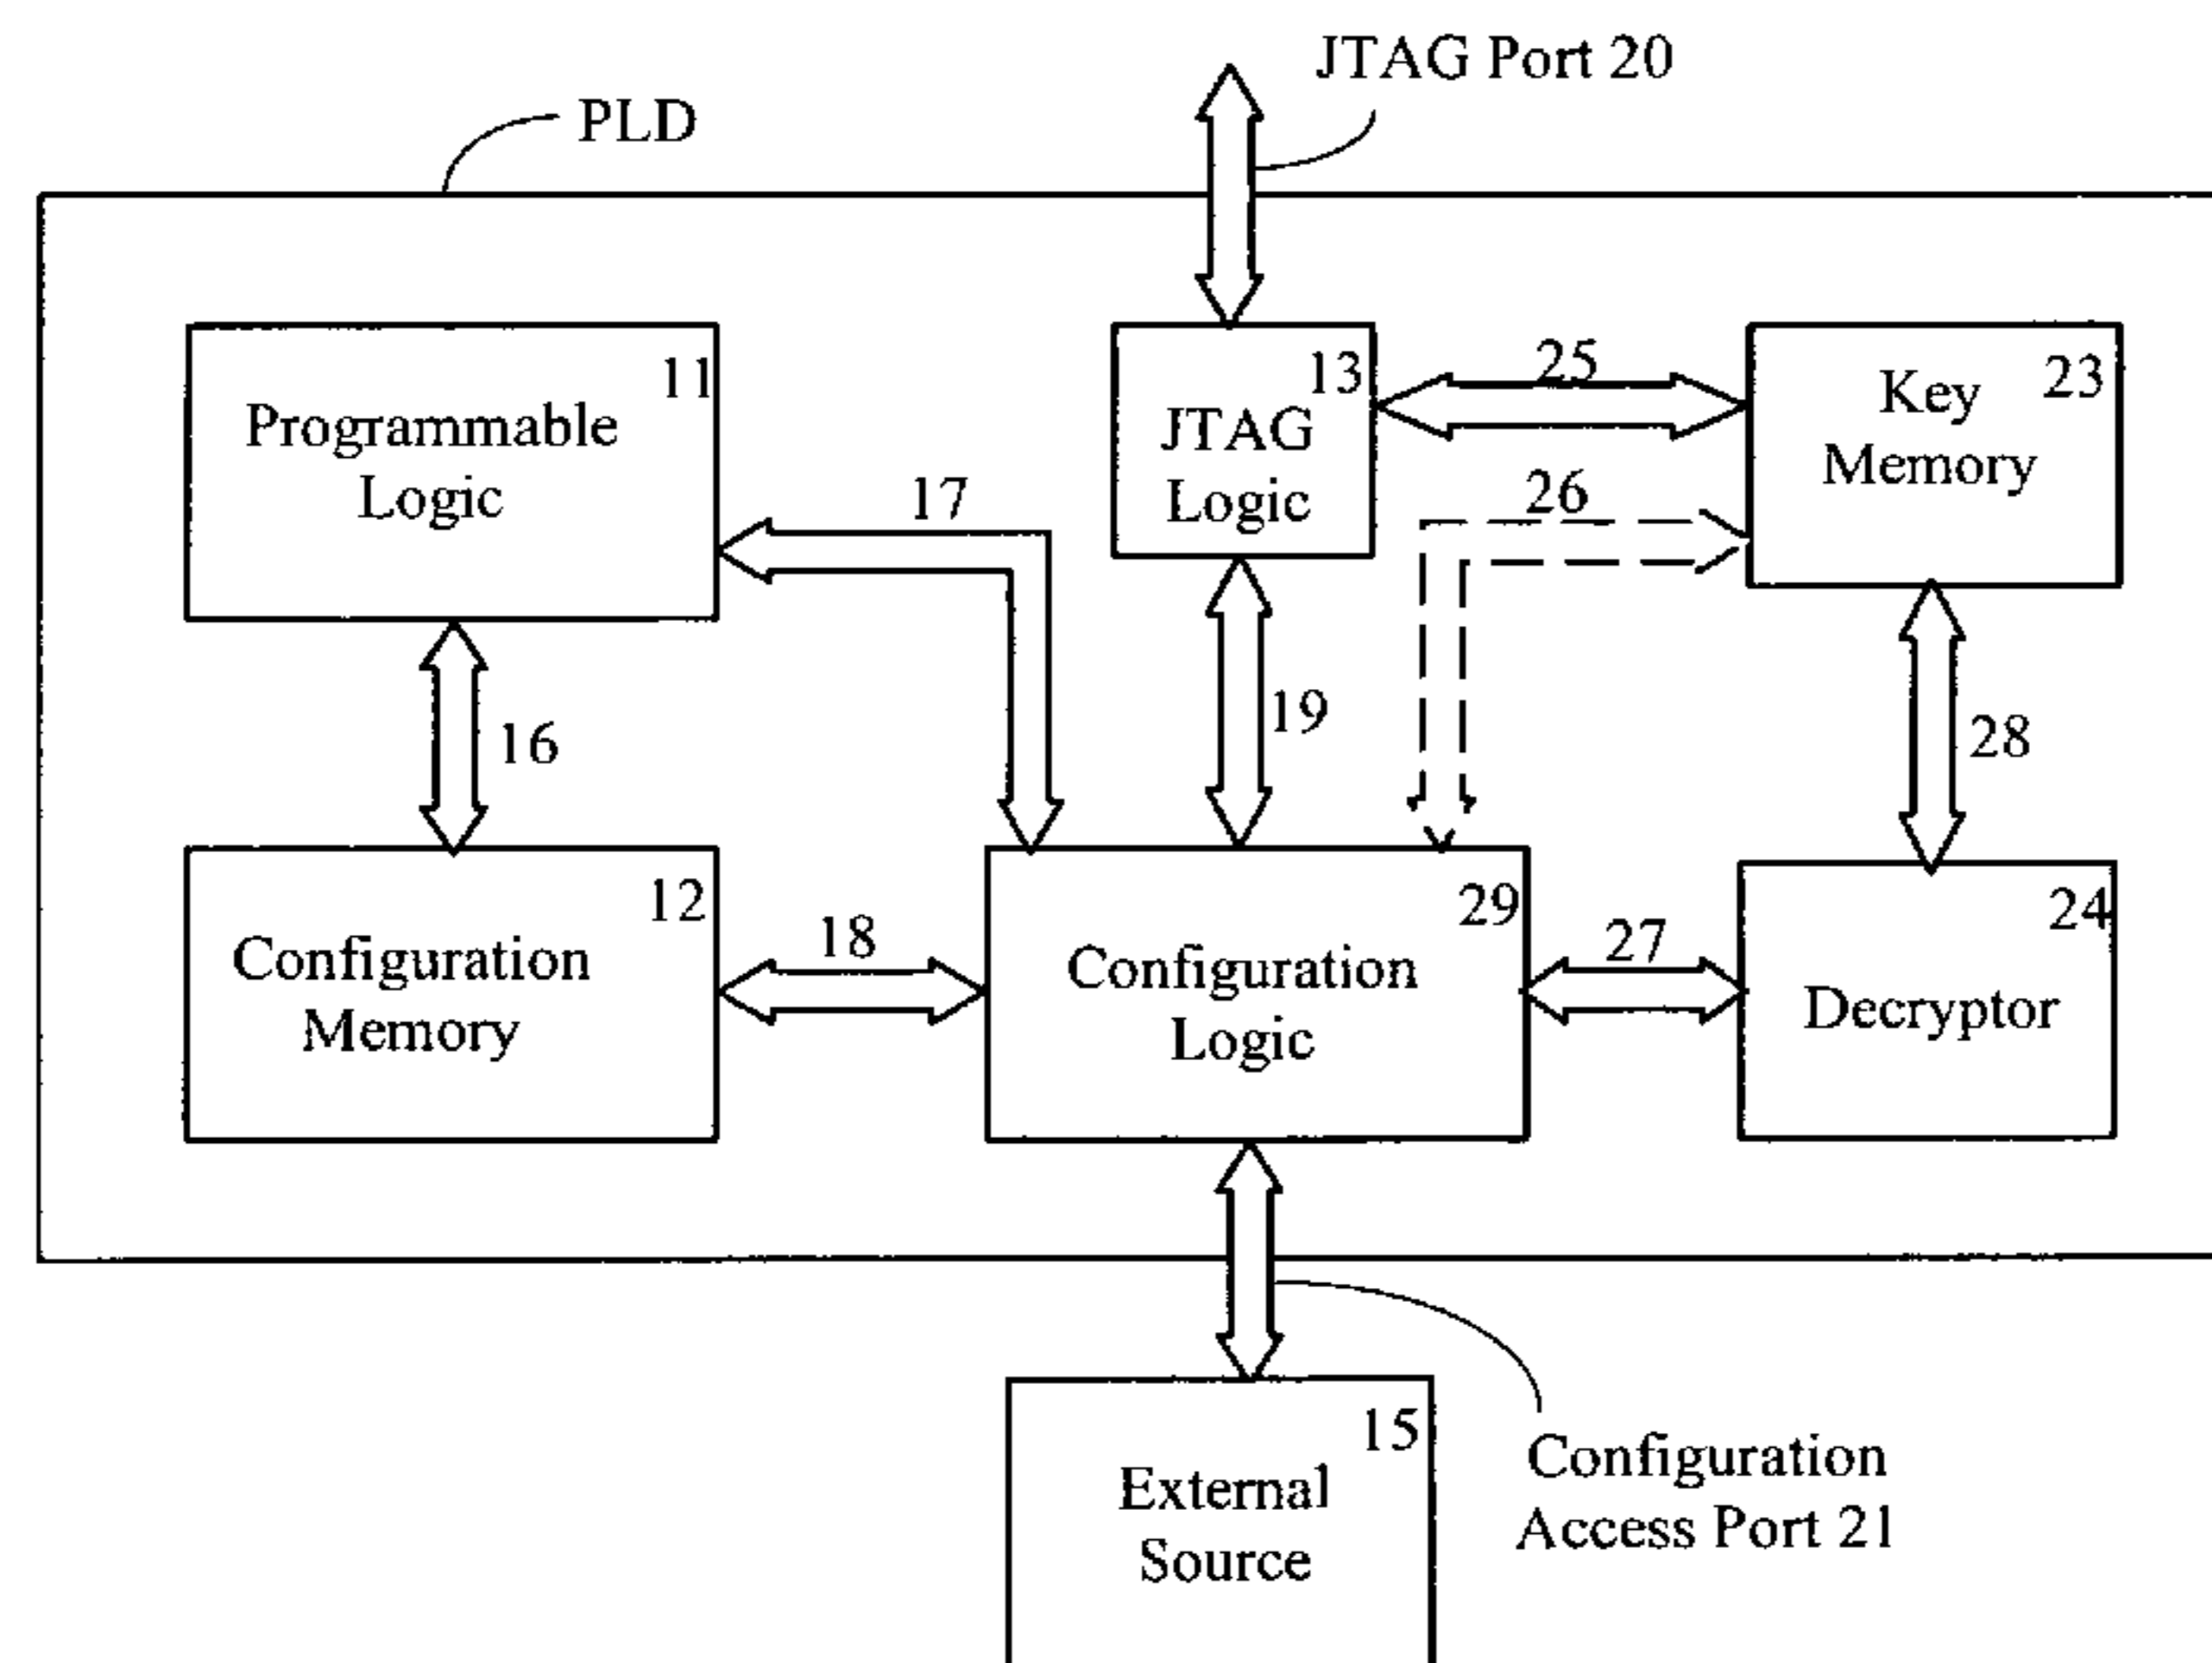 JTAG Port 20
PLD
11
Programmable
Logic
13
JTAG
Logic
25
23
Key
Memory
17
26
16
19
28
12
Configuration
Memory
18
29
Configuration
Logic
27
24
Decryptor
15
External
Source
Configuration
Access Port 21